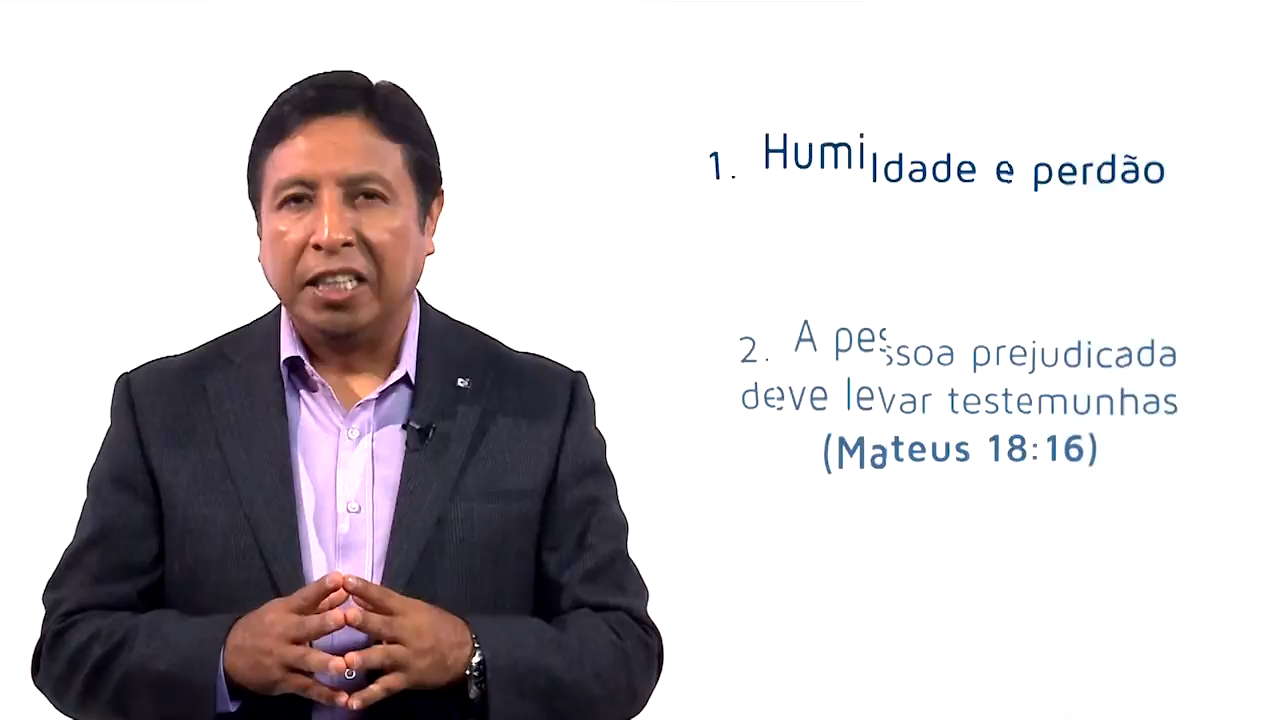 1. Humildade e perdão
2. A pessoa prejudicada
deve levar testemunhas
(Mateus 18:16)